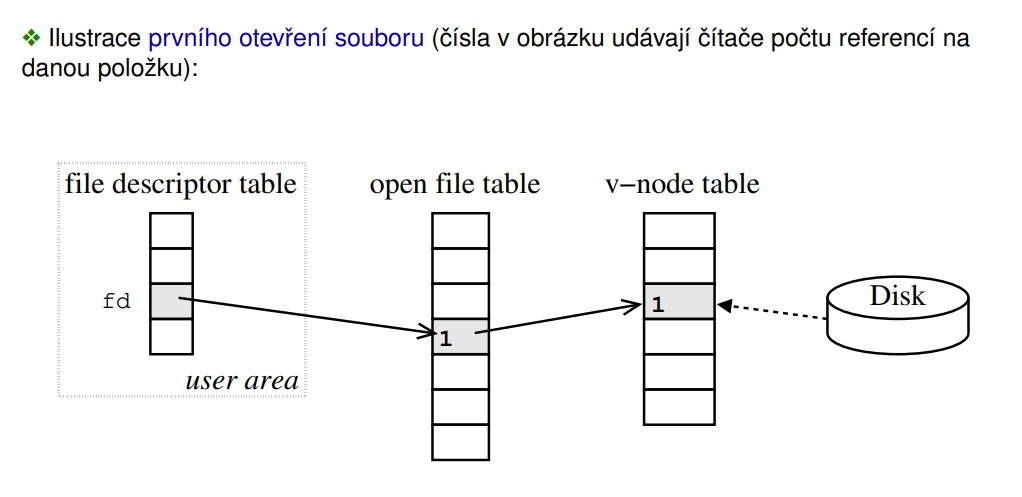 ❖ Ilustrace prvního otevření souboru (čísla v obrázku udávají čítače počtu referencí na
danou položku):
file descriptor table
open file table
v−node table
fd
1
1
Disk
user area